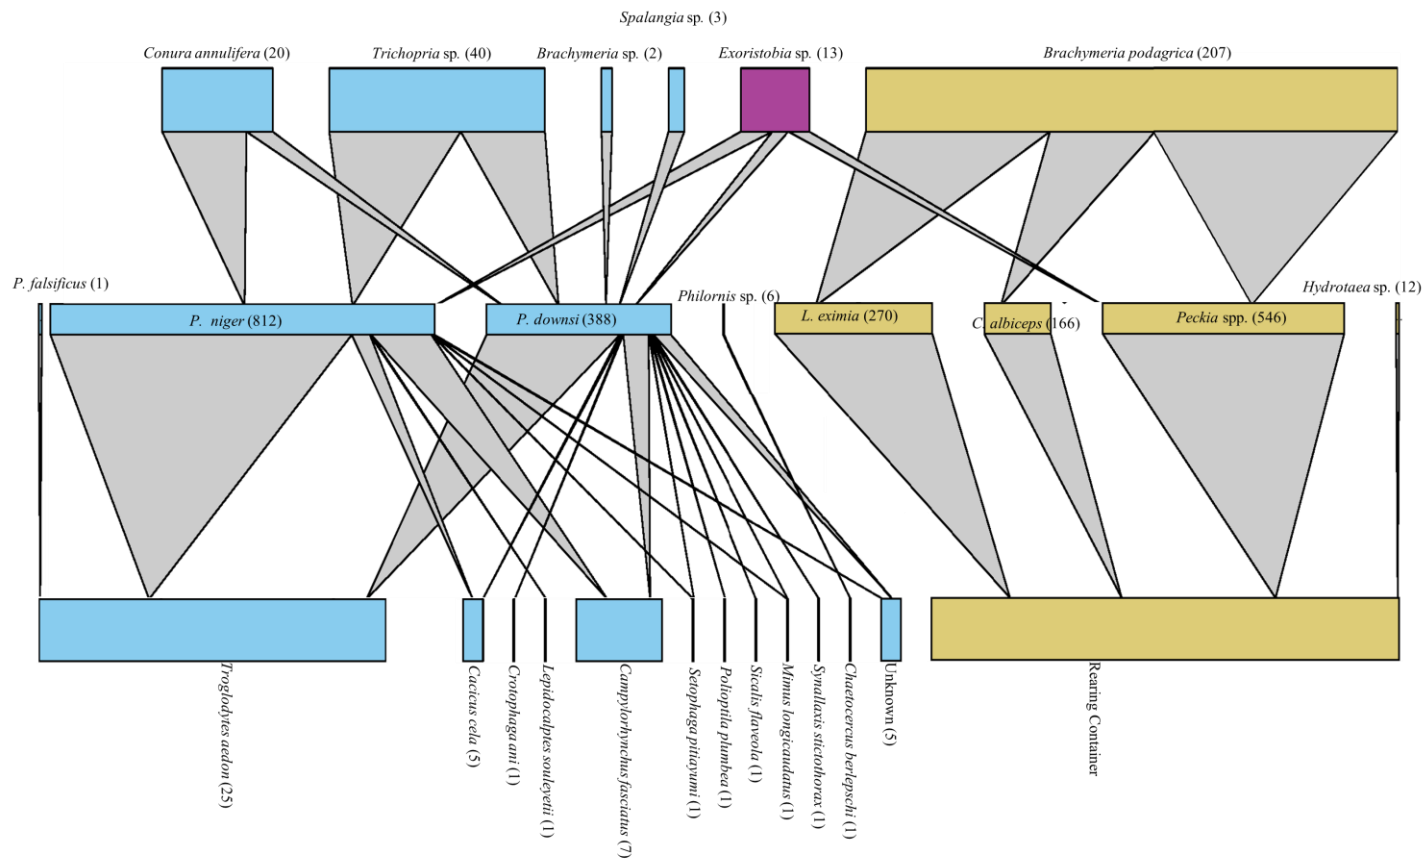 Spalangia sp. (3)
Conura annulifera (20)
Trichopria sp. (40)
Brachymeria sp. (2)
Exoristobia sp. (13)
Brachymeria podagrica (207)
P. falsificus (1)
P. niger (812)
P. downsi (388)
Philornis sp. (6)
L. eximia (270)
C. albiceps (166)
Peckia spp. (546)
Hydrotaea sp. (12)
Troglodytes aedon (25)
Cacicus cela (5)
Crotophaga ani (1)
Lepidocalptes souleyetii (1)
Campylorhynchus fasciatus (7)
Setophaga pitiayumi (1)
Polioptila plumbea (1)
Sicalis flaveola (1)
Mimus longicaudatus (1)
Synallaxis stictothorax (1)
Chaetocercus berlepschi (1)
Unknown (5)
Rearing Container